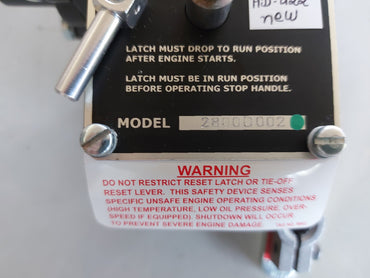 new
LATCH MUST DROP TO RUN POSITION
AFTER ENGINE STARTS.
LATCH MUST BE IN RUN POSITION
BEFORE OPERATING STOP HANDLE.
MODEL
WARNING
DO NOT RESTRICT RESET LATCH OR TIE-OFF
RESET LEVER. THIS SAFETY DEVICE SENSES
SPECIFIC UNSAFE ENGINE OPERATING CONDITIONS
(HIGH TEMPERATURE, LOW OIL PRESSURE, OVER-
SPEED IF EQUIPPED). SHUTDOWN WILL OCCUR
TO PREVENT SEVERE ENGINE DAMAGE